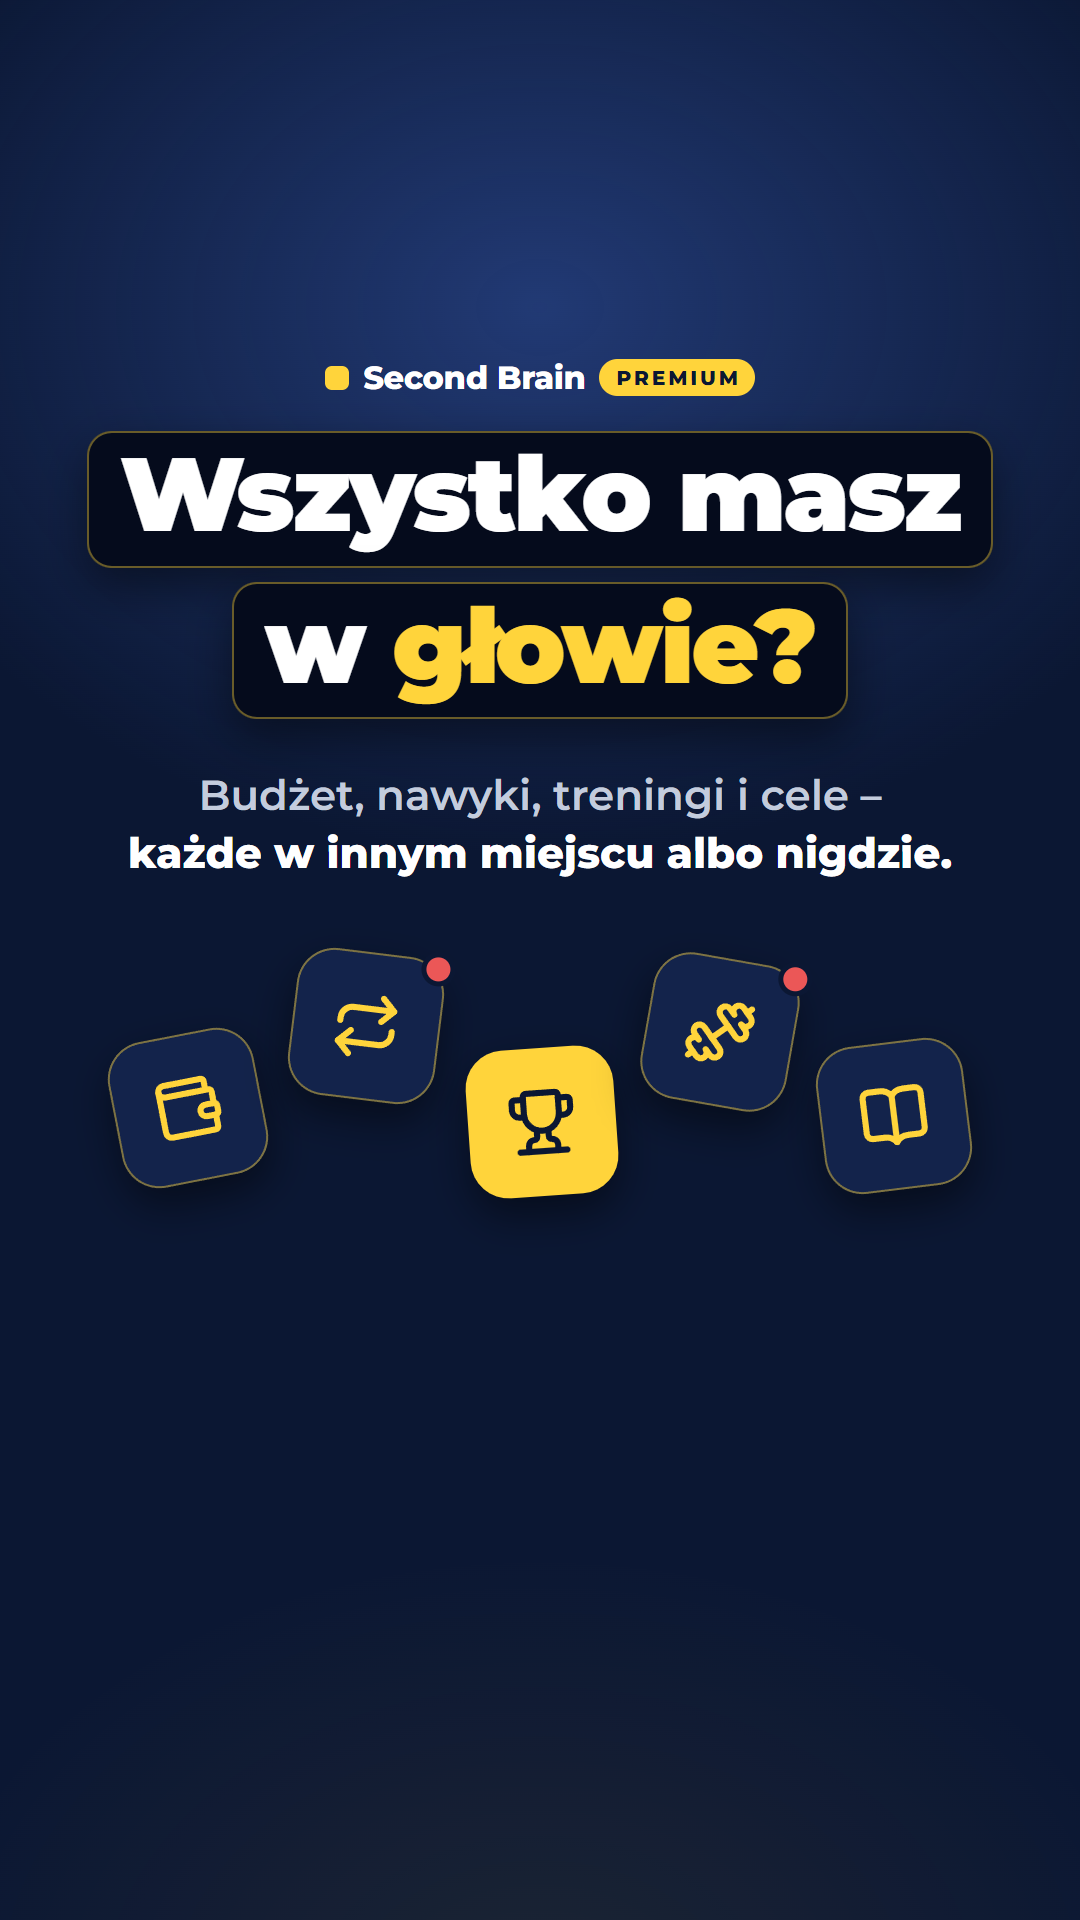 Second Brain PREMIUM
Wszystko masz
w głowie?
Budżet, nawyki, treningi i cele –
każde w innym miejscu albo nigdzie.